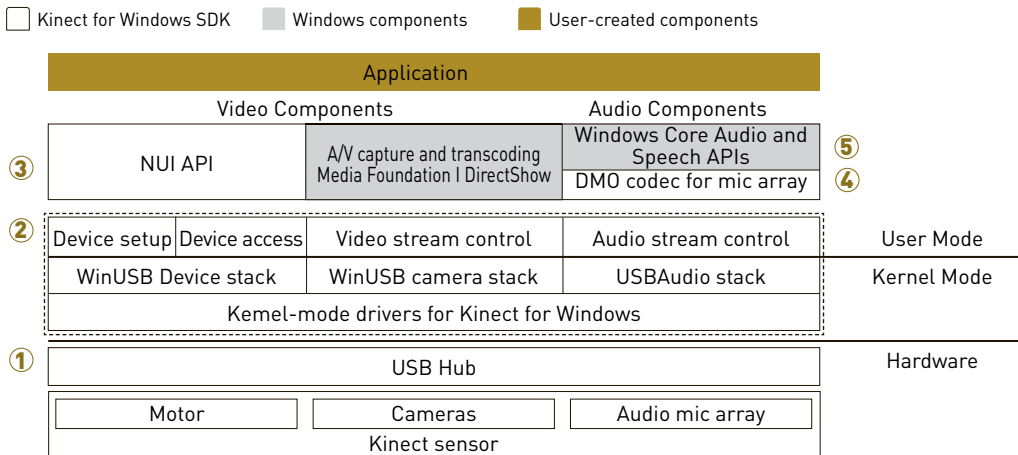 Kinect for Windows SDK
Windows components
User-created components
Application
Video Components
Audio Components
③
NUI API
A/V capture and transcoding
Media Foundation I DirectShow
Windows Core Audio and
Speech APIs
⑤
DMO codec for mic array
④
②
Device setup
Device access
Video stream control
Audio stream control
User Mode
WinUSB Device stack
WinUSB camera stack
USBAudio stack
Kernel Mode
Kemel-mode drivers for Kinect for Windows
①
USB Hub
Hardware
Motor
Cameras
Audio mic array
Kinect sensor